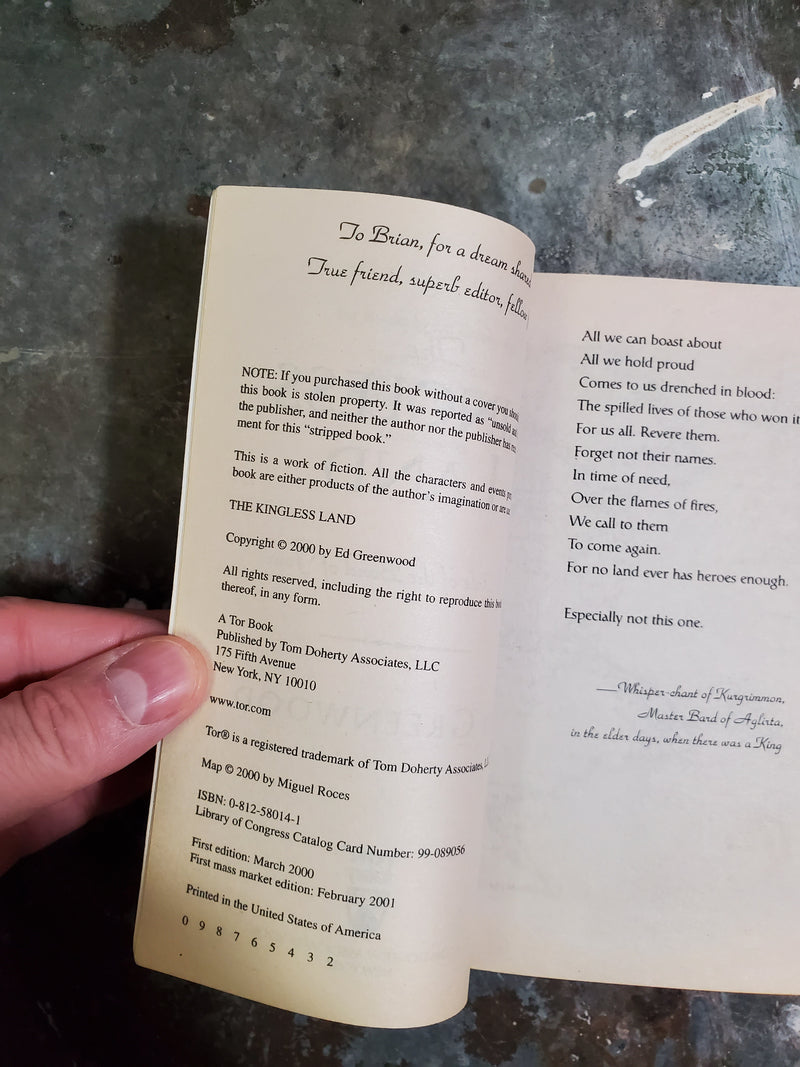 To Brian, for a dream shared
True friend, superb editor, fellow
NOTE: If you purchased this book without a cover you should
this book is stolen property. It was reported as “unsold and
the publisher, and neither the author nor the publisher has
ment for this “stripped book.”
This is a work of fiction. All the characters and events
book are either products of the author’s imagination or are
THE KINGLESS LAND
Copyright © 2000 by Ed Greenwood
All rights reserved, including the right to reproduce this
thereof, in any form.
A Tor Book
Published by Tom Doherty Associates, LLC
175 Fifth Avenue
New York, NY 10010
www.tor.com
Tor® is a registered trademark of Tom Doherty Associates,
Map © 2000 by Miguel Roces
ISBN: 0-812-58014-1
Library of Congress Catalog Card Number: 99-089056
First edition: March 2000
First mass market edition: February 2001
Printed in the United States of America
0 9 8 7 6 5 4 3 2
All we can boast about
All we hold proud
Comes to us drenched in blood:
The spilled lives of those who won it
For us all. Revere them.
Forget not their names.
In time of need,
Over the flames of fires,
We call to them
To come again.
For no land ever has heroes enough.
Especially not this one.
—Whisper-chant of Kurgrimmon,
Master Bard of Aglirta,
in the elder days, when there was a King